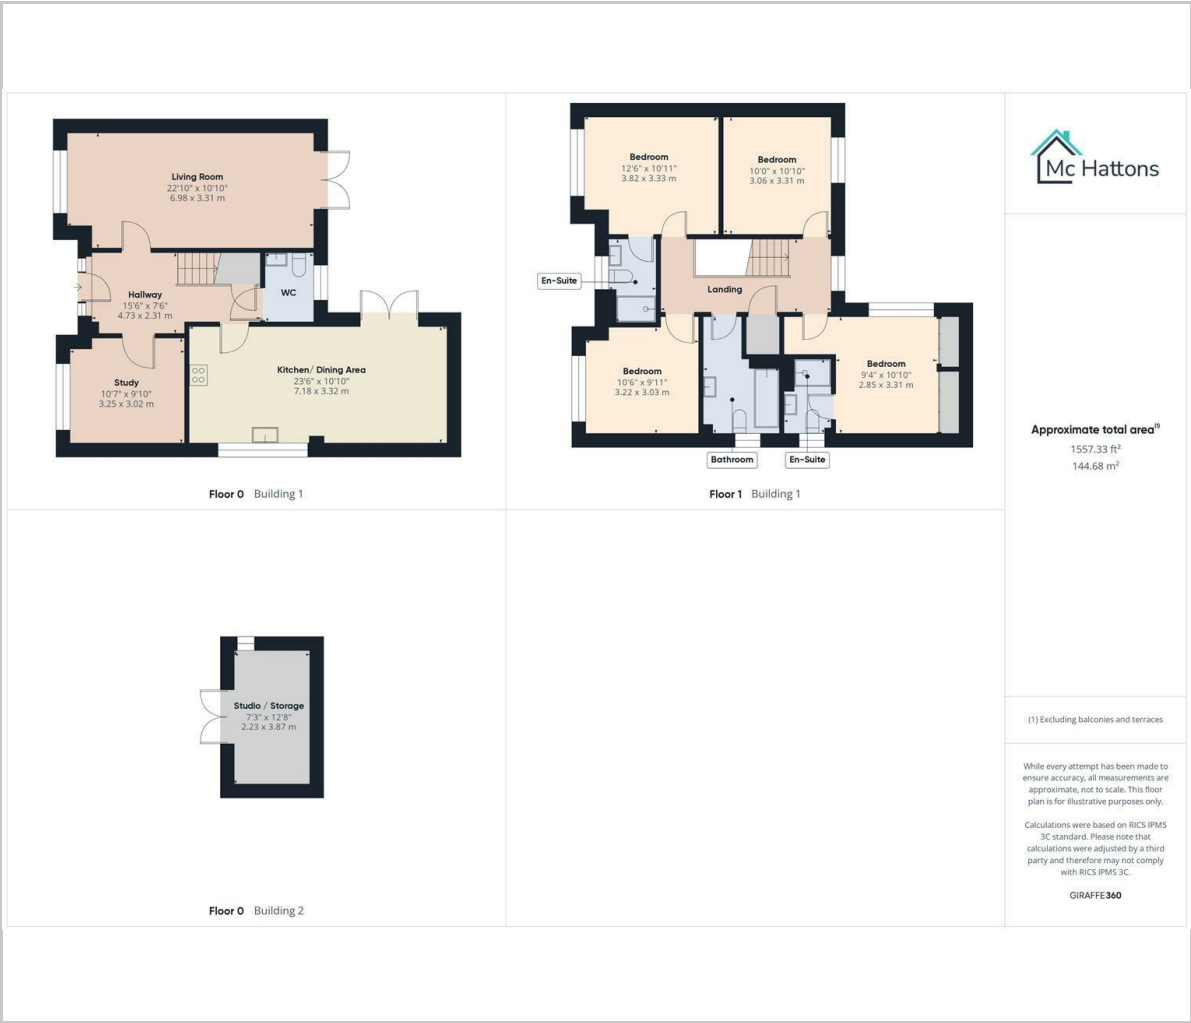 Living Room
22'10" x 10'10"
6.98 x 3.31 m
Hallway
15'6" x 7'6"
4.73 x 2.31 m
WC
Study
10'7" x 9'10"
3.25 x 3.02 m
Kitchen/ Dining Area
23'6" x 10'10"
7.18 x 3.32 m
Floor 0 Building 1
Bedroom
12'6" x 10'11"
3.82 x 3.33 m
Bedroom
10'0" x 10'10"
3.06 x 3.31 m
En-Suite
Landing
Bedroom
10'6" x 9'11"
3.22 x 3.03 m
Bedroom
9'4" x 10'10"
2.85 x 3.31 m
Bathroom
En-Suite
Floor 1 Building 1
Studio / Storage
7'3" x 12'8"
2.23 x 3.87 m
Floor 0 Building 2
Mc Hattons
Approximate total area(1)
1557.33 ft²
144.68 m²
(1) Excluding balconies and terraces
While every attempt has been made to
ensure accuracy, all measurements are
approximate, not to scale. This floor
plan is for illustrative purposes only.
Calculations were based on RICS IPMS
3C standard. Please note that
calculations were adjusted by a third
party and therefore may not comply
with RICS IPMS 3C.
GIRAFFE360